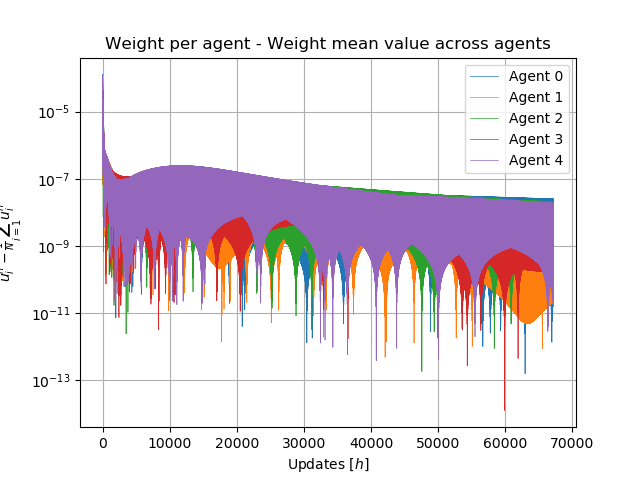 Weight per agent - Weight mean value across agents
10⁻⁵
10⁻⁷
10⁻⁹
10⁻¹¹
10⁻¹³
0
10000
20000
30000
40000
50000
60000
70000
Updates [h]
Agent 0
Agent 1
Agent 2
Agent 3
Agent 4